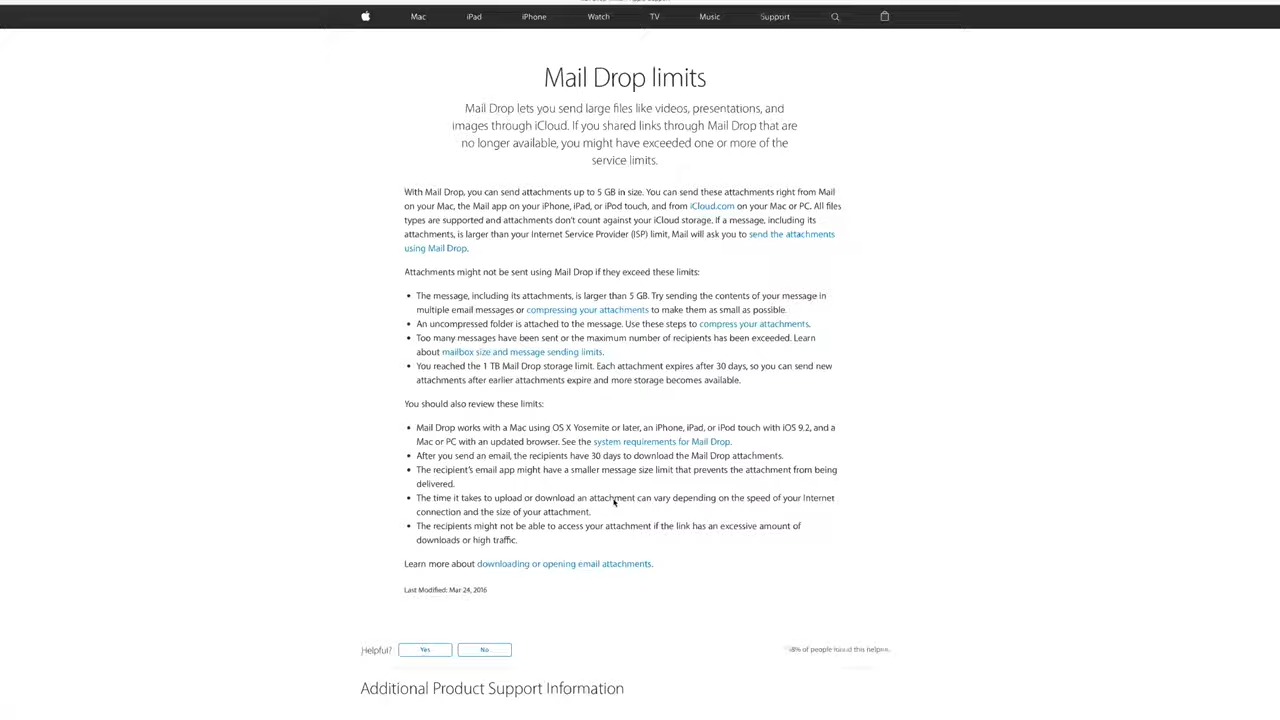 Mac iPad iPhone Watch TV Music Support
Mail Drop limits
Mail Drop lets you send large files like videos, presentations, and
images through iCloud. If you shared links through Mail Drop that are
no longer available, you might have exceeded one or more of the
service limits.
With Mail Drop, you can send attachments up to 5 GB in size. You can send these attachments right from Mail
on your Mac, the Mail app on your iPhone, iPad, or iPod touch, and from iCloud.com on your Mac or PC. All files
types are supported and attachments don't count against your iCloud storage. If a message, including its
attachments, is larger than your Internet Service Provider (ISP) limit, Mail will ask you to send the attachments
using Mail Drop.
Attachments might not be sent using Mail Drop if they exceed these limits:
• The message, including its attachments, is larger than 5 GB. Try sending the contents of your message in
multiple email messages or compressing your attachments to make them as small as possible.
• An uncompressed folder is attached to the message. Use these steps to compress your attachments.
• Too many messages have been sent or the maximum number of recipients has been exceeded. Learn
about mailbox size and message sending limits.
• You reached the 1 TB Mail Drop storage limit. Each attachment expires after 30 days, so you can send new
attachments after earlier attachments expire and more storage becomes available.
You should also review these limits:
• Mail Drop works with a Mac using OS X Yosemite or later, an iPhone, iPad, or iPod touch with iOS 9.2, and a
Mac or PC with an updated browser. See the system requirements for Mail Drop.
• After you send an email, the recipients have 30 days to download the Mail Drop attachments.
• The recipient's email app might have a smaller message size limit that prevents the attachment from being
delivered.
• The time it takes to upload or download an attachment can vary depending on the speed of your Internet
connection and the size of your attachment.
• The recipients might not be able to access your attachment if the link has an excessive amount of
downloads or high traffic.
Learn more about downloading or opening email attachments.
Last Modified: Mar 24, 2016
Helpful? Yes No
of people found this helpful.
Additional Product Support Information